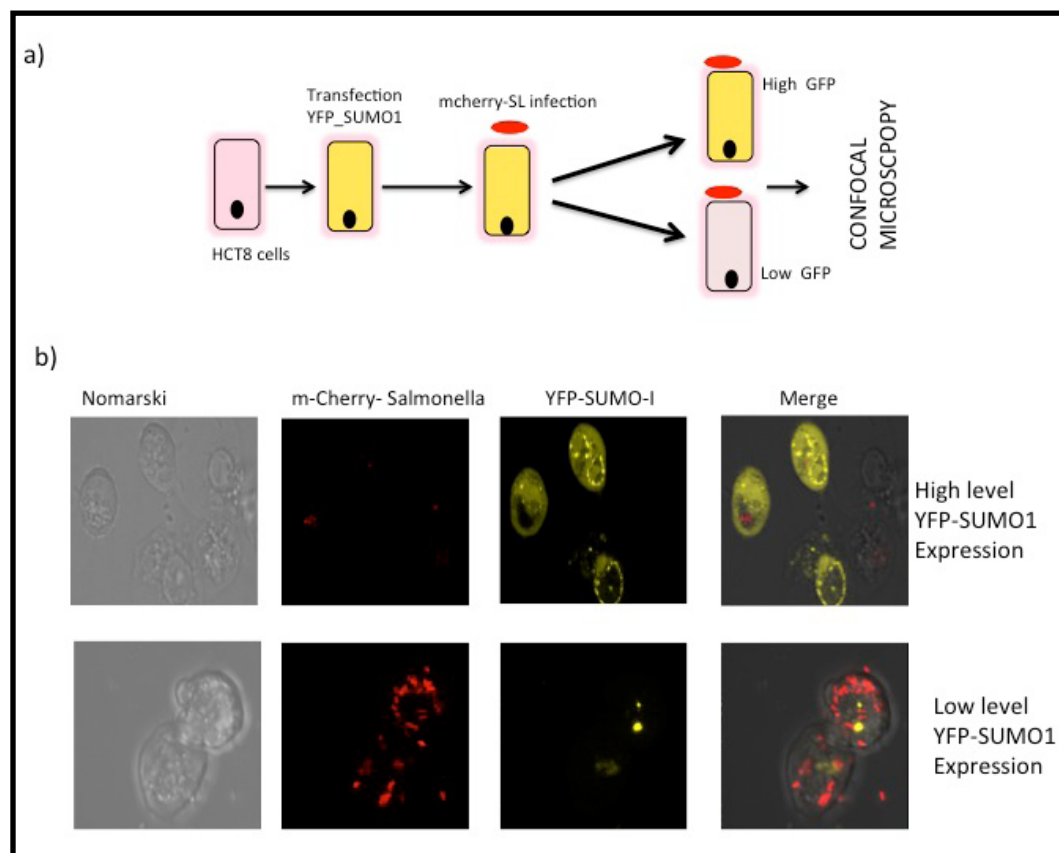 a)
Transfection
YFP_SUMO1
mcherry-SL infection
High GFP
HCT8 cells
Low GFP
CONFOCAL
MICROSCPOPY
b)
Nomarski
m-Cherry- Salmonella
YFP-SUMO-I
Merge
High level
YFP-SUMO1
Expression
Low level
YFP-SUMO1
Expression